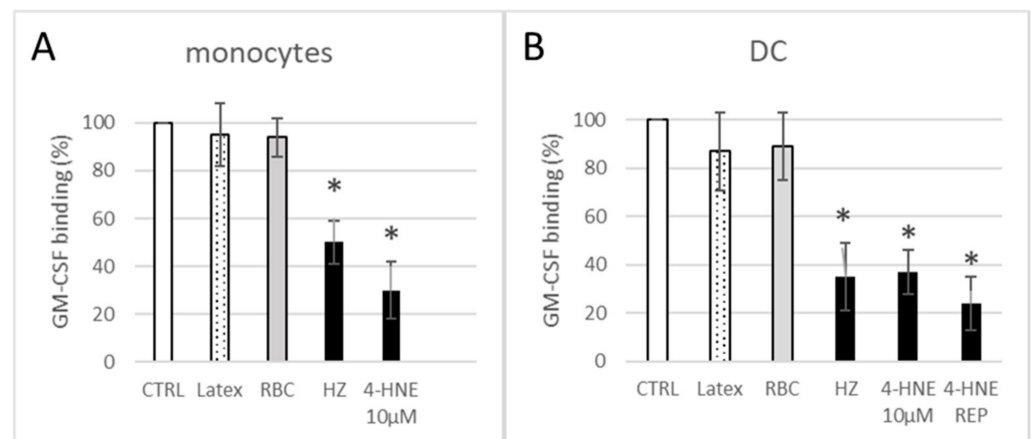 A
monocytes
GM-CSF binding (%)
100
80
60
40
20
0
*
*
CTRL Latex RBC HZ 4-HNE
10μM
B
DC
GM-CSF binding (%)
100
80
60
40
20
0
*
*
*
CTRL Latex RBC HZ 4-HNE 4-HNE
10μM REP